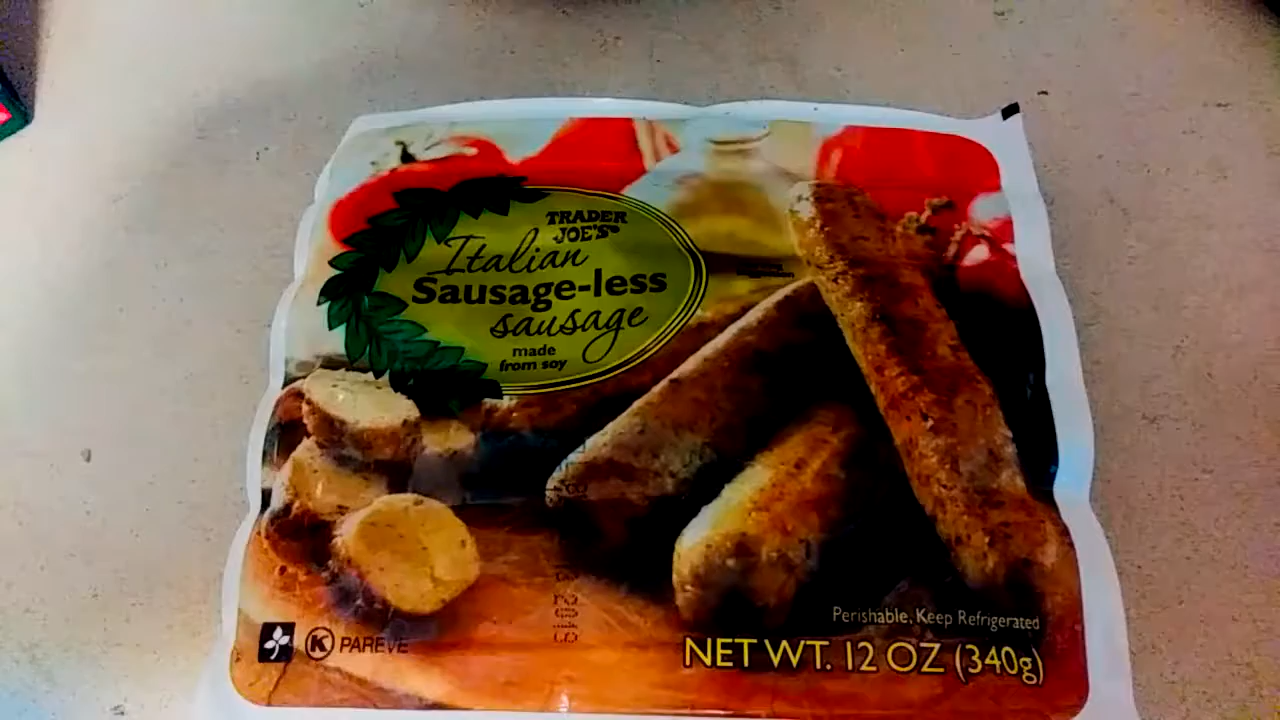 TRADER
JOE'S®
Italian
Sausage-less
sausage
made
from soy
Perishable, Keep Refrigerated
K PAREVE
NET WT. 12 OZ (340g)